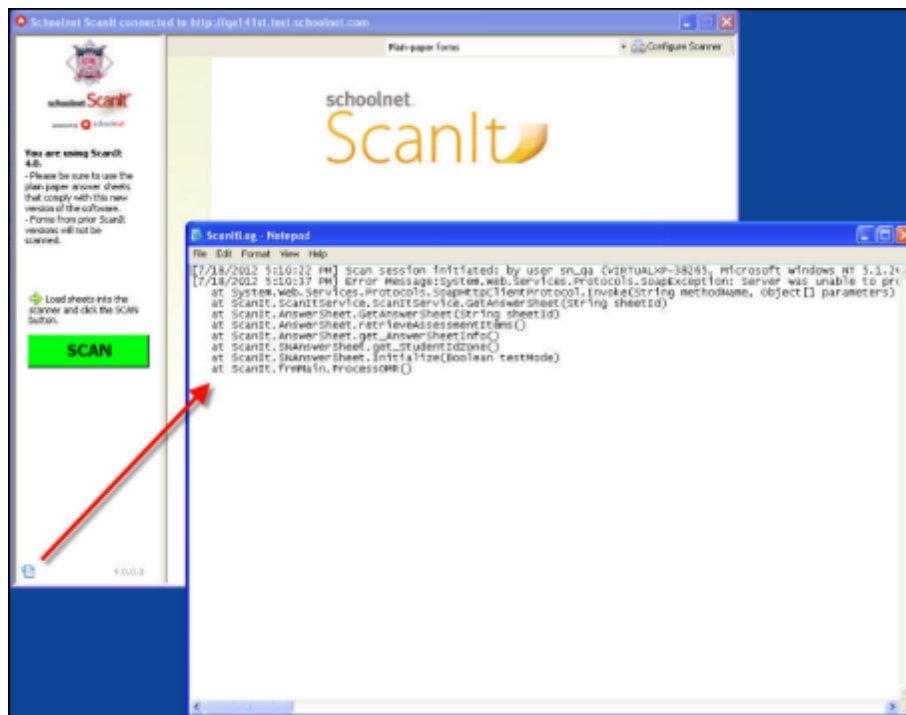 Schoolnet ScanIt connected to http://qa141st.test.schoolnet.com
Plain-paper forms
Configure Scanner
schoolnet ScanIt
schoolnet
schoolnet
ScanIt
You are using ScanIt
4.0.
- Please be sure to use the
plain paper answer sheets
that comply with this new
version of the software.
- Forms from prior ScanIt
versions will not be
scanned.
Load sheets into the
scanner and click the SCAN
button.
SCAN
4.0.0.8
ScanItLog - Notepad
File Edit Format View Help
[7/18/2012 5:10:22 PM] Scan session initiated: by user sn_qa (VIRTUALXP-38265, Microsoft Windows NT 5.1.2
[7/18/2012 5:10:37 PM] Error Message:System.Web.Services.Protocols.SoapException: Server was unable to pr
at System.Web.Services.Protocols.SoapHttpClientProtocol.Invoke(String methodName, Object[] parameters)
at ScanIt.ScanItService.ScanItService.GetAnswerSheet(String sheetId)
at ScanIt.AnswerSheet.GetAnswerSheet(String sheetId)
at ScanIt.AnswerSheet.retrieveAssessmentItems()
at ScanIt.AnswerSheet.get_AnswerSheetInfo()
at ScanIt.SNAnswerSheet.get_StudentIdZone()
at ScanIt.SNAnswerSheet.Initialize(Boolean testMode)
at ScanIt.frmMain.ProcessOMR()